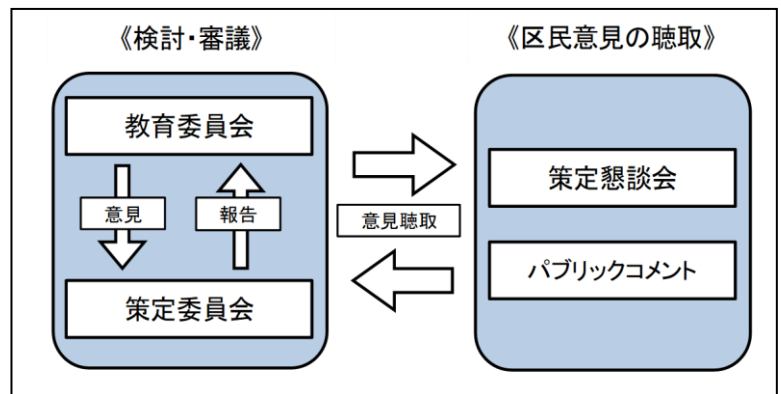 《検討・審議》
教育委員会
意見
報告
策定委員会
意見聴取
《区民意見の聴取》
策定懇談会
パブリックコメント